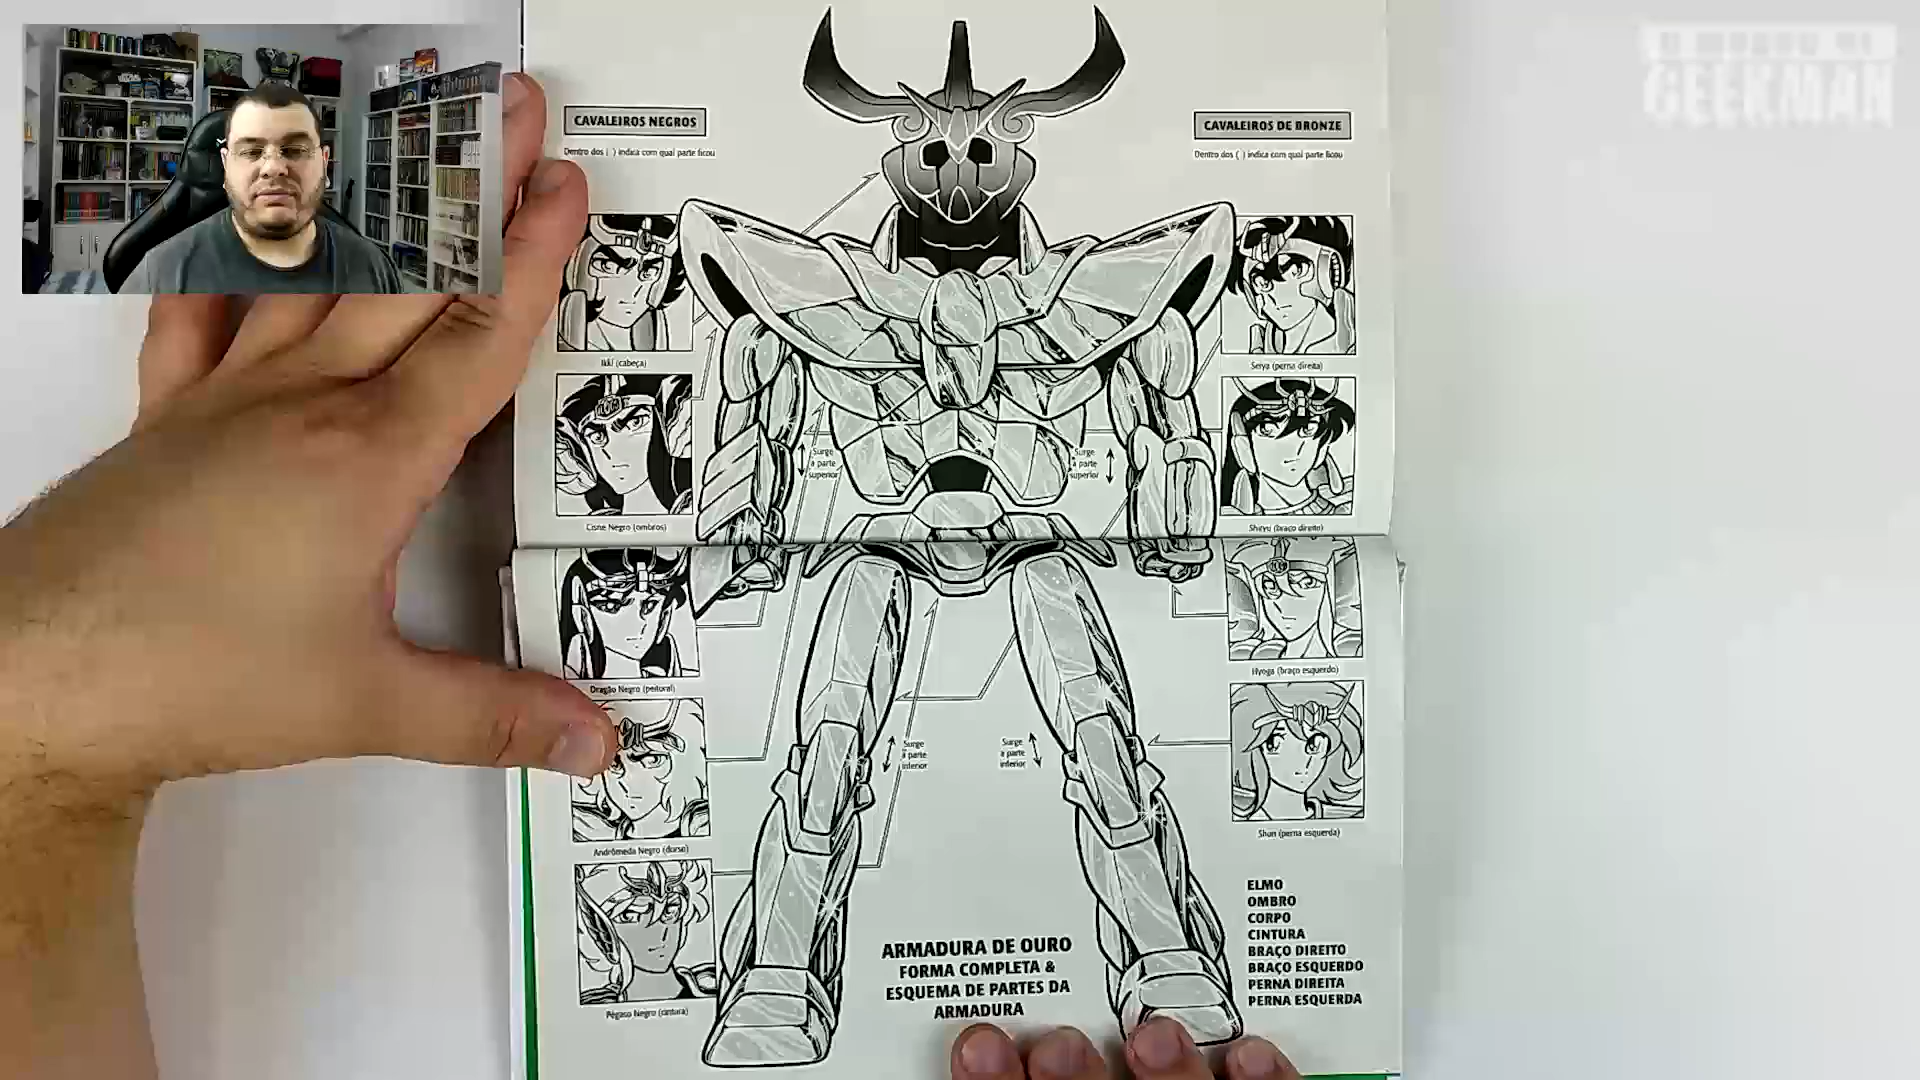 O MUNDO DE
GEEKMAN
CAVALEIROS NEGROS
Dentro dos ( ) indica com qual parte ficou
CAVALEIROS DE BRONZE
Dentro dos ( ) indica com qual parte ficou
Ikki (cabeça)
Seiya (perna direita)
Surge
a parte
superior
Surge
a parte
superior
Cisne Negro (ombros)
Shiryu (braço direito)
Dragão Negro (peitoral)
Hyoga (braço esquerdo)
Surge
a parte
inferior
Surge
a parte
inferior
Andrômeda Negro (dorso)
Shun (perna esquerda)
Pégaso Negro (cintura)
ARMADURA DE OURO
FORMA COMPLETA &
ESQUEMA DE PARTES DA
ARMADURA
ELMO
OMBRO
CORPO
CINTURA
BRAÇO DIREITO
BRAÇO ESQUERDO
PERNA DIREITA
PERNA ESQUERDA